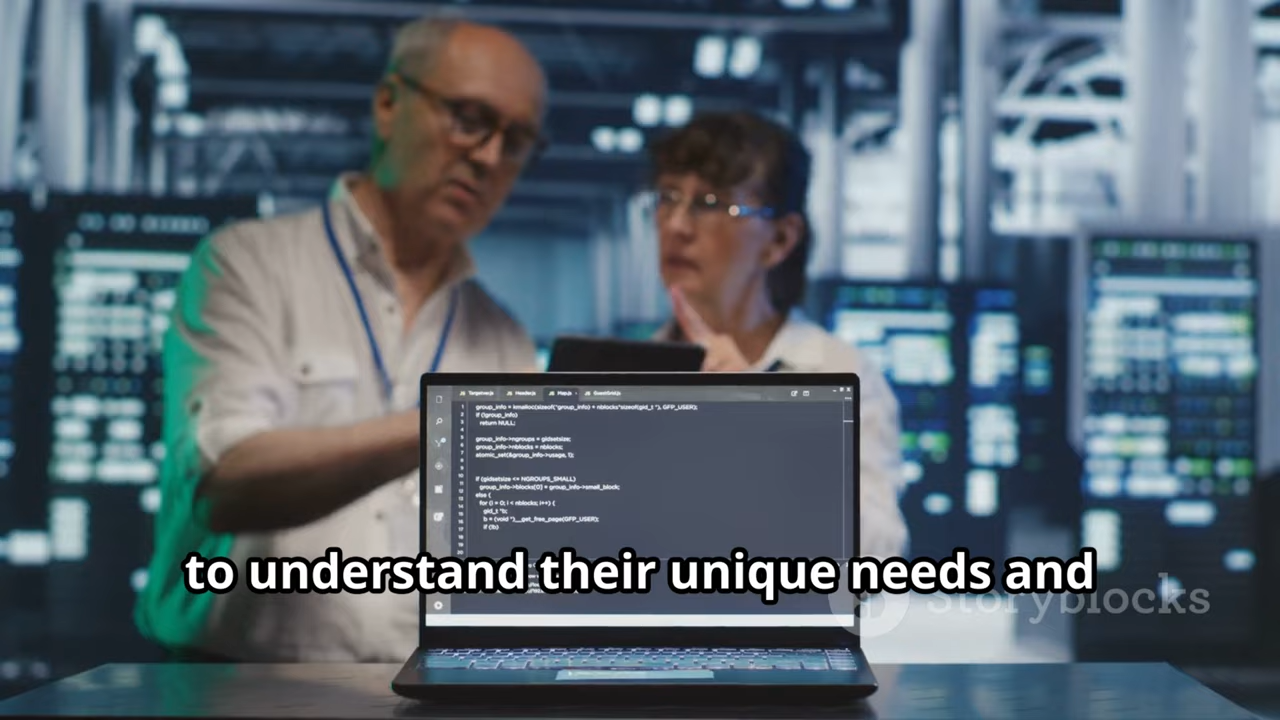 Map.js
group_info = kmalloc(sizeof(*group_info) + nblocks*sizeof(gid_t *), GFP_USER);
if (!group_info)
return NULL;
group_info->ngroups = gidsetsize;
group_info->nblocks = nblocks;
atomic_set(&group_info->usage, 1);
if (gidsetsize <= NGROUPS_SMALL)
group_info->blocks[0] = group_info->small_block;
else {
for (i = 0; i < nblocks; i++) {
gid_t *b;
b = (void *)__get_free_page(GFP_USER);
if (!b)
to understand their unique needs and
Storyblocks